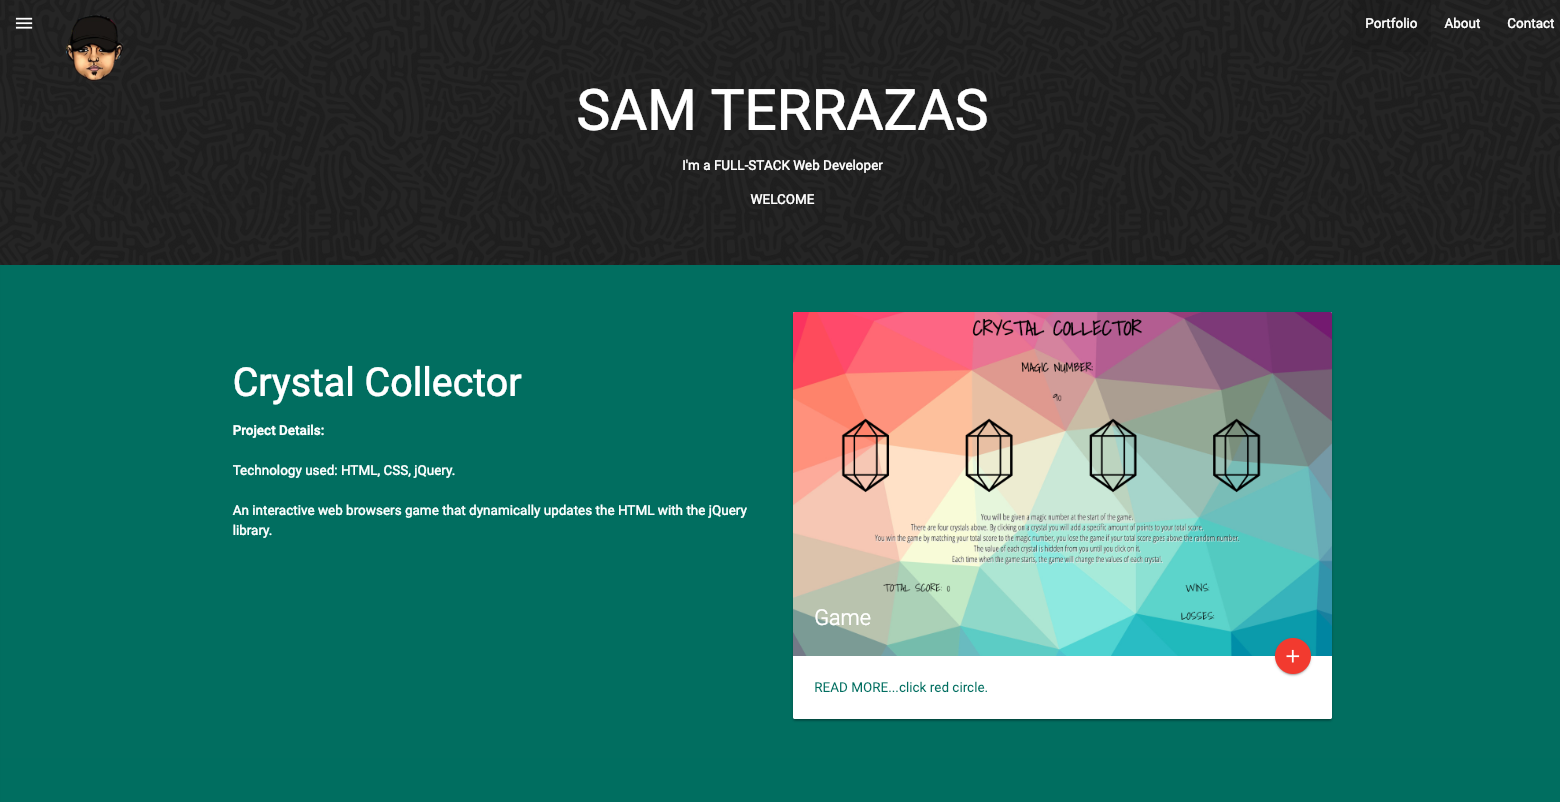 Portfolio About Contact
SAM TERRAZAS
I'm a FULL-STACK Web Developer
WELCOME
Crystal Collector
Project Details:
Technology used: HTML, CSS, jQuery.
An interactive web browsers game that dynamically updates the HTML with the jQuery
library.
CRYSTAL COLLECTOR
MAGIC NUMBER:
90
You will be given a magic number at the start of the game.
There are four crystals above. By clicking on a crystal you will add a specific amount of points to your total score.
You win the game by matching your total score to the magic number, you lose the game if your total score goes above the random number.
The value of each crystal is hidden from you until you click on it.
Each time when the game starts, the game will change the values of each crystal.
TOTAL SCORE: 0
WINS:
LOSSES:
Game
READ MORE...click red circle.